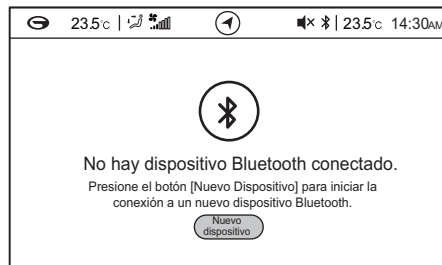 23.5°C 23.5°C 14:30AM
No hay dispositivo Bluetooth conectado.
Presione el botón [Nuevo Dispositivo] para iniciar la
conexión a un nuevo dispositivo Bluetooth.
Nuevo
dispositivo